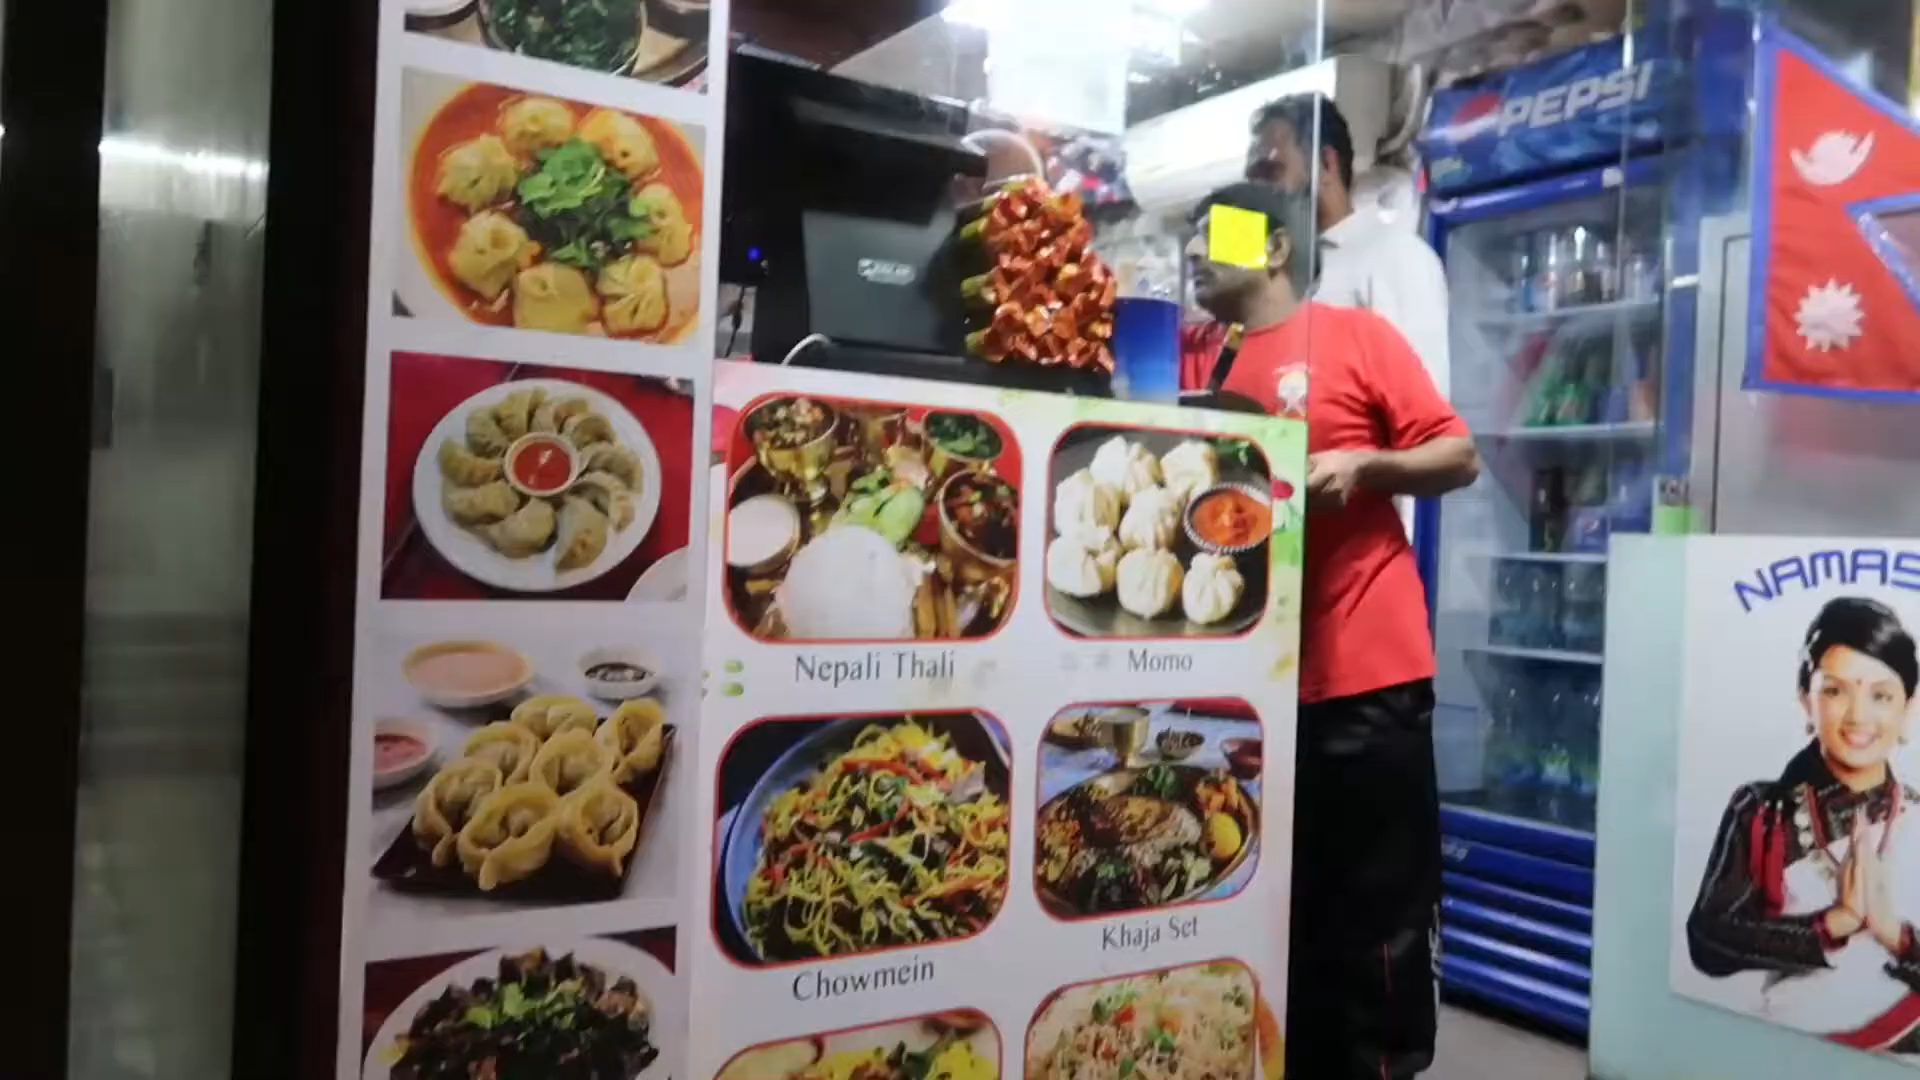 PEPSI
NAMAS
Nepali Thali
Momo
Khaja Set
Chowmein